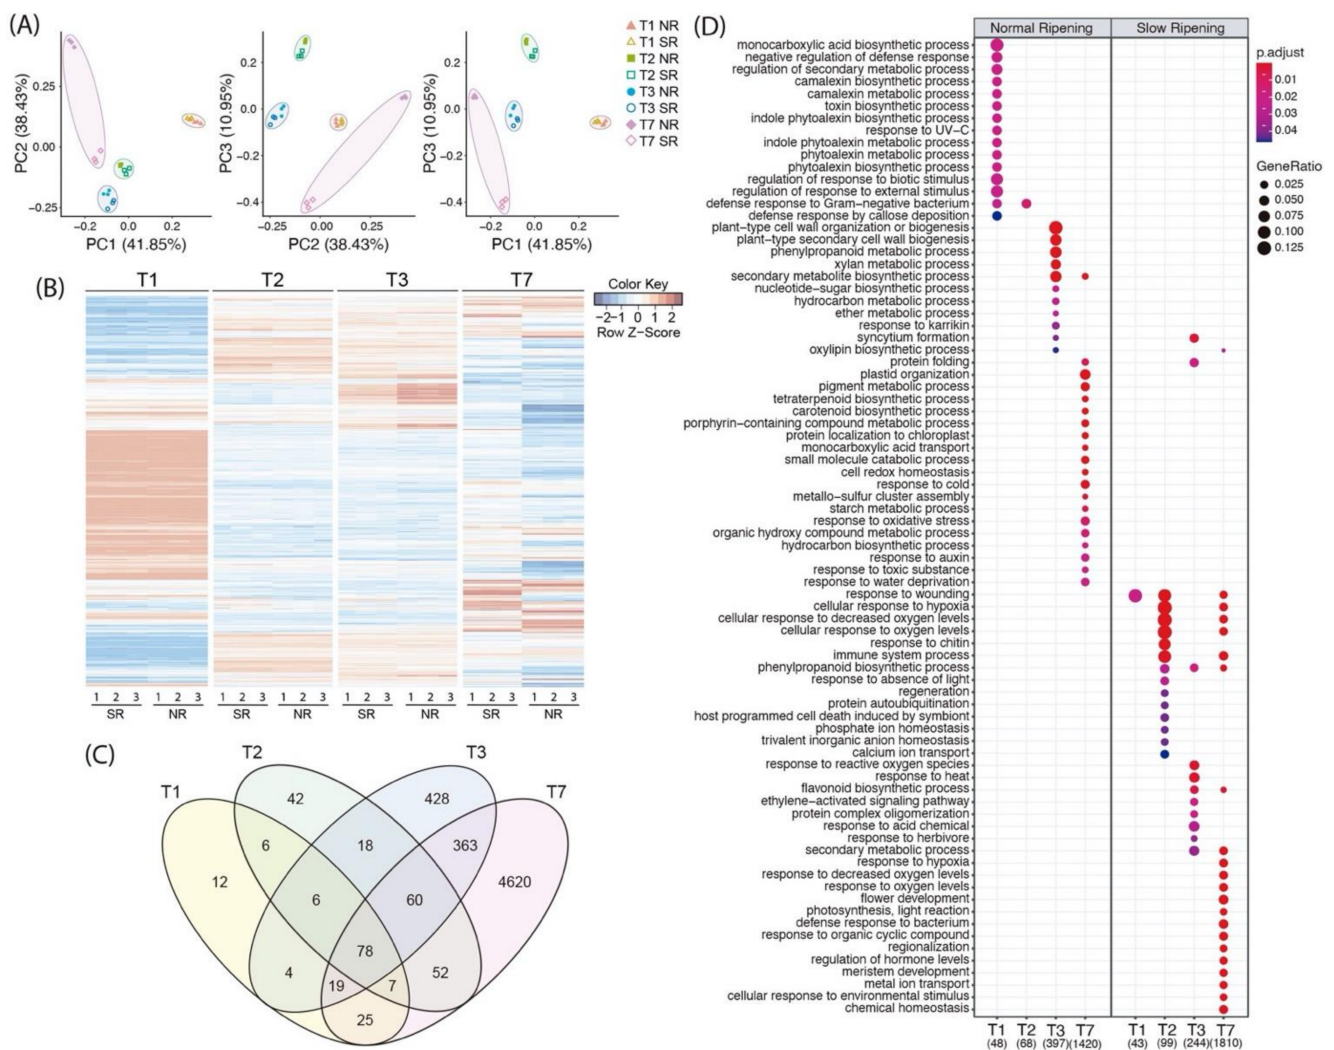 (A)
0.25
0.00
−0.25
PC2 (38.43%)
−0.2
0.0
0.2
PC1 (41.85%)
0.2
0.0
−0.2
−0.4
PC3 (10.95%)
−0.25
0.00
0.25
PC2 (38.43%)
0.2
0.0
−0.2
−0.4
PC3 (10.95%)
−0.2
0.0
0.2
PC1 (41.85%)
T1 NR
T1 SR
T2 NR
T2 SR
T3 NR
T3 SR
T7 NR
T7 SR
(B)
T1 T2 T3 T7
Color Key
−2−1 0 1 2
Row Z-Score
1 2 3 1 2 3 1 2 3 1 2 3 1 2 3 1 2 3 1 2 3 1 2 3
SR NR SR NR SR NR SR NR
(C)
T1
T2
T3
T7
42
428
6
18
363
12
4620
6
60
78
4
19
7
52
25
(D)
Normal Ripening
Slow Ripening
monocarboxylic acid biosynthetic process
negative regulation of defense response
regulation of secondary metabolic process
camalexin biosynthetic process
camalexin metabolic process
toxin biosynthetic process
indole phytoalexin biosynthetic process
response to UV−C
indole phytoalexin metabolic process
phytoalexin metabolic process
phytoalexin biosynthetic process
regulation of response to biotic stimulus
regulation of response to external stimulus
defense response to Gram−negative bacterium
defense response by callose deposition
plant−type cell wall organization or biogenesis
plant−type secondary cell wall biogenesis
phenylpropanoid metabolic process
xylan metabolic process
secondary metabolite biosynthetic process
nucleotide−sugar biosynthetic process
hydrocarbon metabolic process
ether metabolic process
response to karrikin
syncytium formation
oxylipin biosynthetic process
protein folding
plastid organization
pigment metabolic process
tetraterpenoid biosynthetic process
carotenoid biosynthetic process
porphyrin−containing compound metabolic process
protein localization to chloroplast
monocarboxylic acid transport
small molecule catabolic process
cell redox homeostasis
response to cold
metallo−sulfur cluster assembly
starch metabolic process
response to oxidative stress
organic hydroxy compound metabolic process
hydrocarbon biosynthetic process
response to auxin
response to toxic substance
response to water deprivation
response to wounding
cellular response to hypoxia
cellular response to decreased oxygen levels
cellular response to oxygen levels
response to chitin
immune system process
phenylpropanoid biosynthetic process
response to absence of light
regeneration
protein autoubiquitination
host programmed cell death induced by symbiont
phosphate ion homeostasis
trivalent inorganic anion homeostasis
calcium ion transport
response to reactive oxygen species
response to heat
flavonoid biosynthetic process
ethylene−activated signaling pathway
protein complex oligomerization
response to acid chemical
response to herbivore
secondary metabolic process
response to hypoxia
response to decreased oxygen levels
response to oxygen levels
flower development
photosynthesis, light reaction
defense response to bacterium
response to organic cyclic compound
regionalization
regulation of hormone levels
meristem development
metal ion transport
cellular response to environmental stimulus
chemical homeostasis
T1 T2 T3 T7 T1 T2 T3 T7
(48) (68) (397)(1420) (43) (99) (244)(1810)
p.adjust
0.01
0.02
0.03
0.04
GeneRatio
0.025
0.050
0.075
0.100
0.125